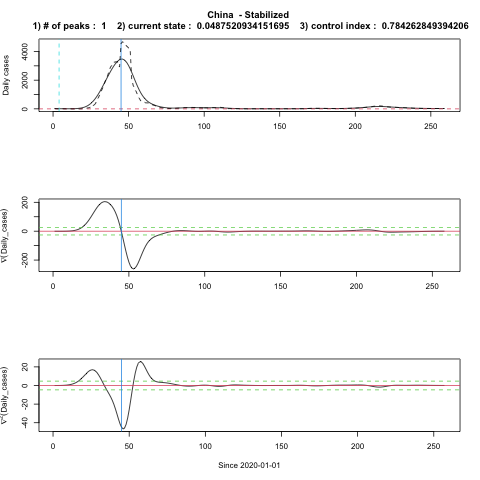 China - Stabilized
1) # of peaks : 1 2) current state : 0.0487520934151695 3) control index : 0.784262849394206
Daily cases
4000
2000
0
0 50 100 150 200 250
∇(Daily_cases)
200
0
-200
0 50 100 150 200 250
∇²(Daily_cases)
20
0
-20
-40
0 50 100 150 200 250
Since 2020-01-01